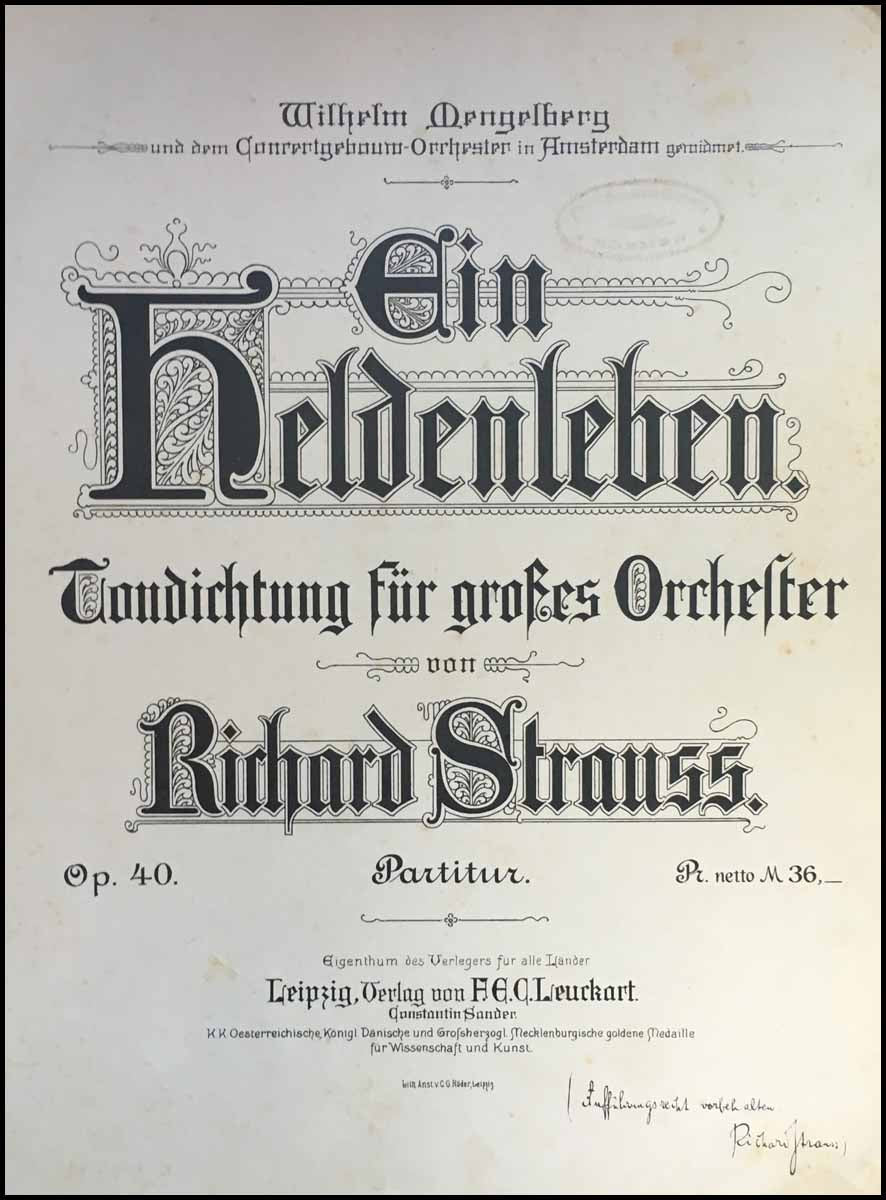 Wilhelm Mengelberg
und dem Concertgebouw-Orchester in Amsterdam gewidmet.
Ein
Heldenleben.
Tondichtung für großes Orchester
von
Richard Strauss.
Op. 40.
Partitur.
Pr. netto M 36,—
Eigenthum des Verlegers für alle Länder
Leipzig, Verlag von F.E.C. Leuckart.
Constantin Sander.
K.K. Oesterreichische, Königl. Dänische und Grofsherzogl. Mecklenburgische goldene Medaille
für Wissenschaft und Kunst.
Lith. Anst. v. C.G. Röder, Leipzig
(Aufführungsrecht vorbehalten
Richard Strauss)